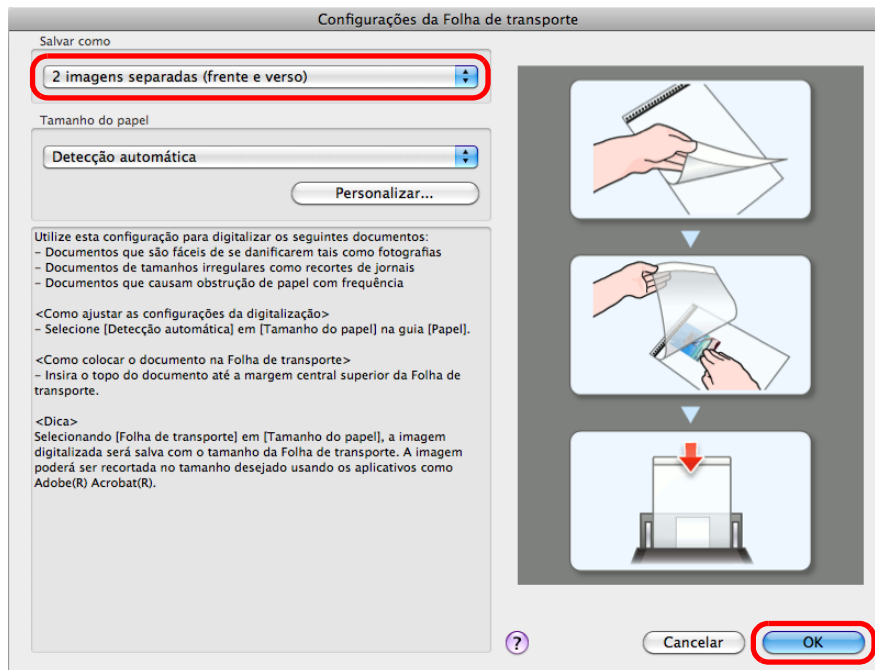 Configurações da Folha de transporte
Salvar como
2 imagens separadas (frente e verso)
Tamanho do papel
Detecção automática
Personalizar...
Utilize esta configuração para digitalizar os seguintes documentos:
– Documentos que são fáceis de se danificarem tais como fotografias
– Documentos de tamanhos irregulares como recortes de jornais
– Documentos que causam obstrução de papel com frequência
<Como ajustar as configurações da digitalização>
– Selecione [Detecção automática] em [Tamanho do papel] na guia [Papel].
<Como colocar o documento na Folha de transporte>
– Insira o topo do documento até a margem central superior da Folha de
transporte.
<Dica>
Selecionando [Folha de transporte] em [Tamanho do papel], a imagem
digitalizada será salva com o tamanho da Folha de transporte. A imagem
poderá ser recortada no tamanho desejado usando os aplicativos como
Adobe(R) Acrobat(R).
?
Cancelar
OK